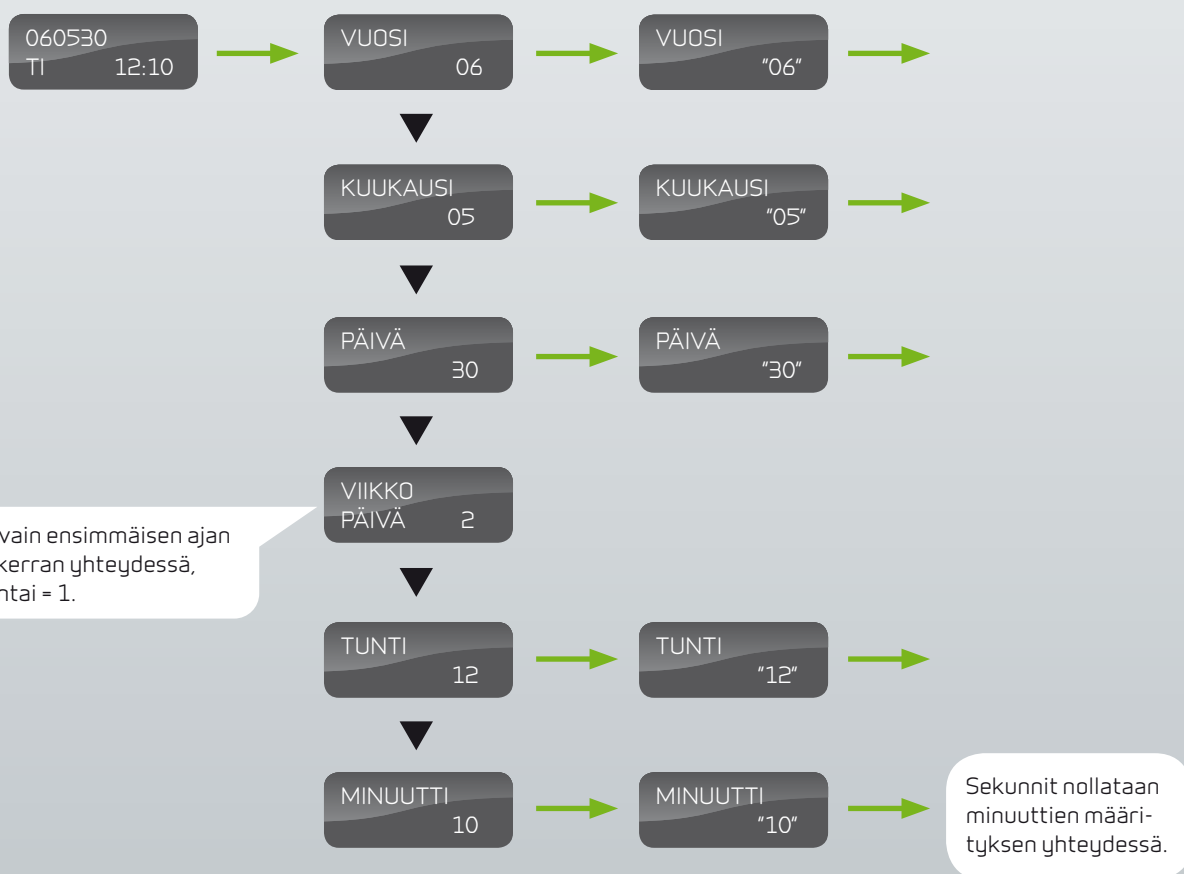 060530
TI 12:10
VUOSI
06
VUOSI
"06"
KUUKAUSI
05
KUUKAUSI
"05"
PÄIVÄ
30
PÄIVÄ
"30"
VIIKKO
PÄIVÄ 2
vain ensimmäisen ajan
kerran yhteydessä,
ntai = 1.
TUNTI
12
TUNTI
"12"
MINUUTTI
10
MINUUTTI
"10"
Sekunnit nollataan
minuuttien määri-
tyksen yhteydessä.